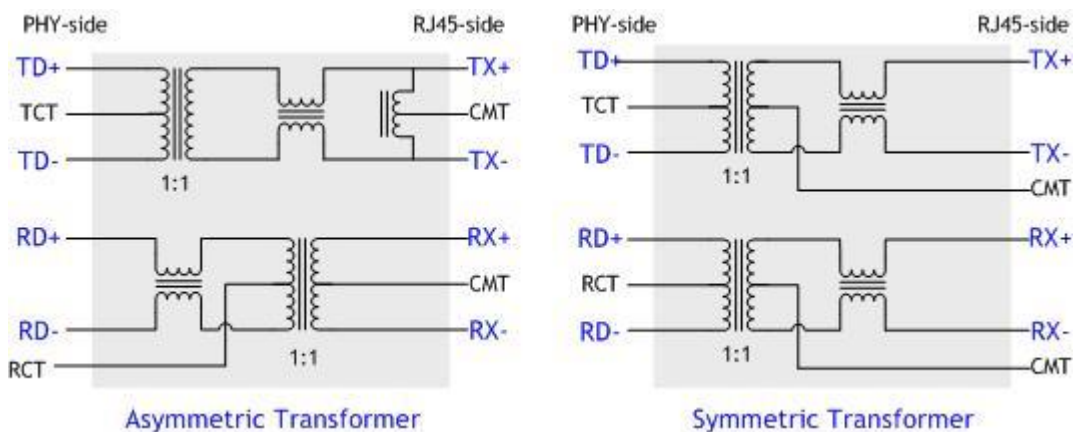 PHY-side RJ45-side
TD+ TX+
TCT CMT
TD- TX-
1:1
RD+ RX+
CMT
RD- RX-
1:1
RCT
Asymmetric Transformer
PHY-side RJ45-side
TD+ TX+
TCT
TD- TX-
1:1
CMT
RD+ RX+
RCT
RD- RX-
1:1
CMT
Symmetric Transformer